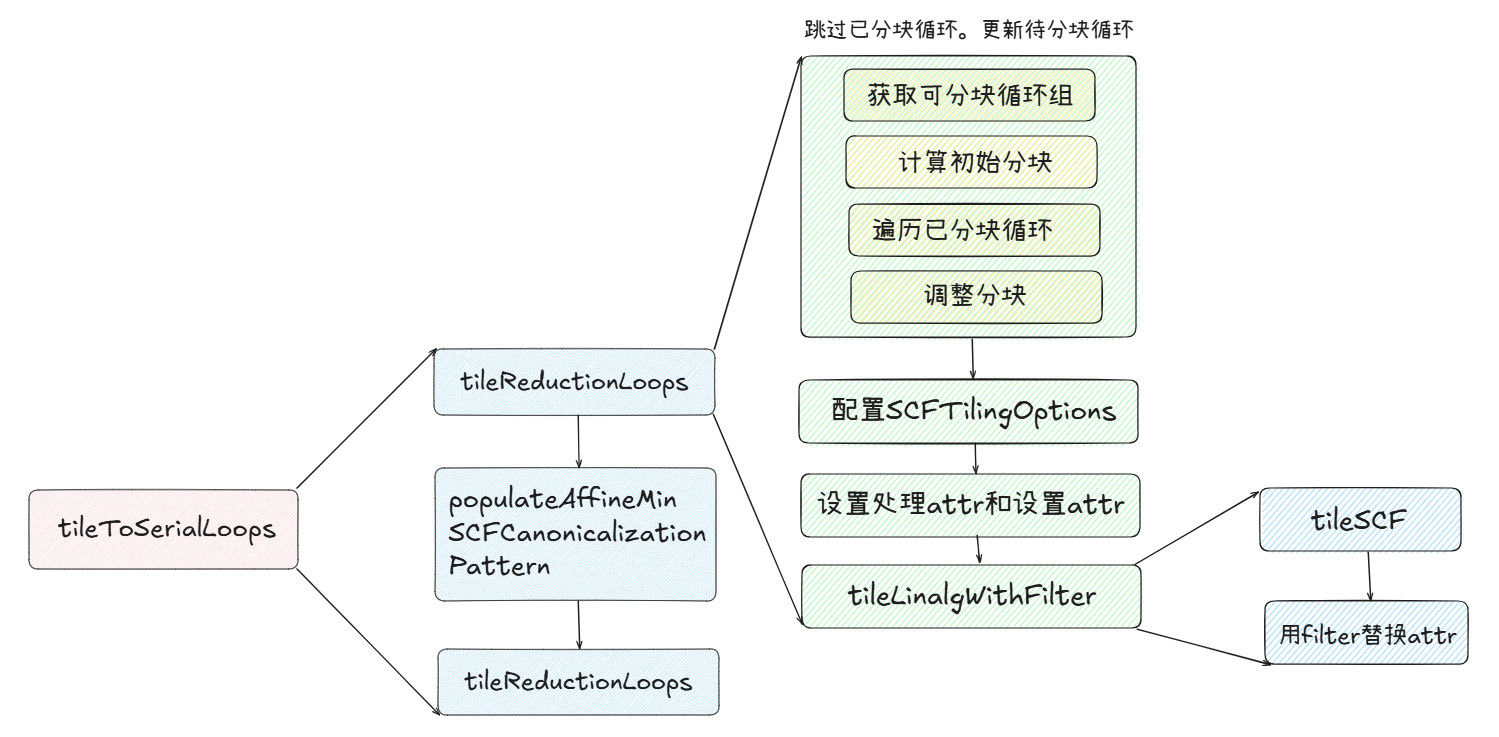 跳过已分块循环。更新待分块循环
获取可分块循环组
计算初始分块
遍历已分块循环
调整分块
tileReductionLoops
配置SCFTilingOptions
populateAffineMin
SCFCanonicalization
Pattern
tileToSerialLoops
设置处理attr和设置attr
tileSCF
tileLinalgWithFilter
用filter替换attr
tileReductionLoops